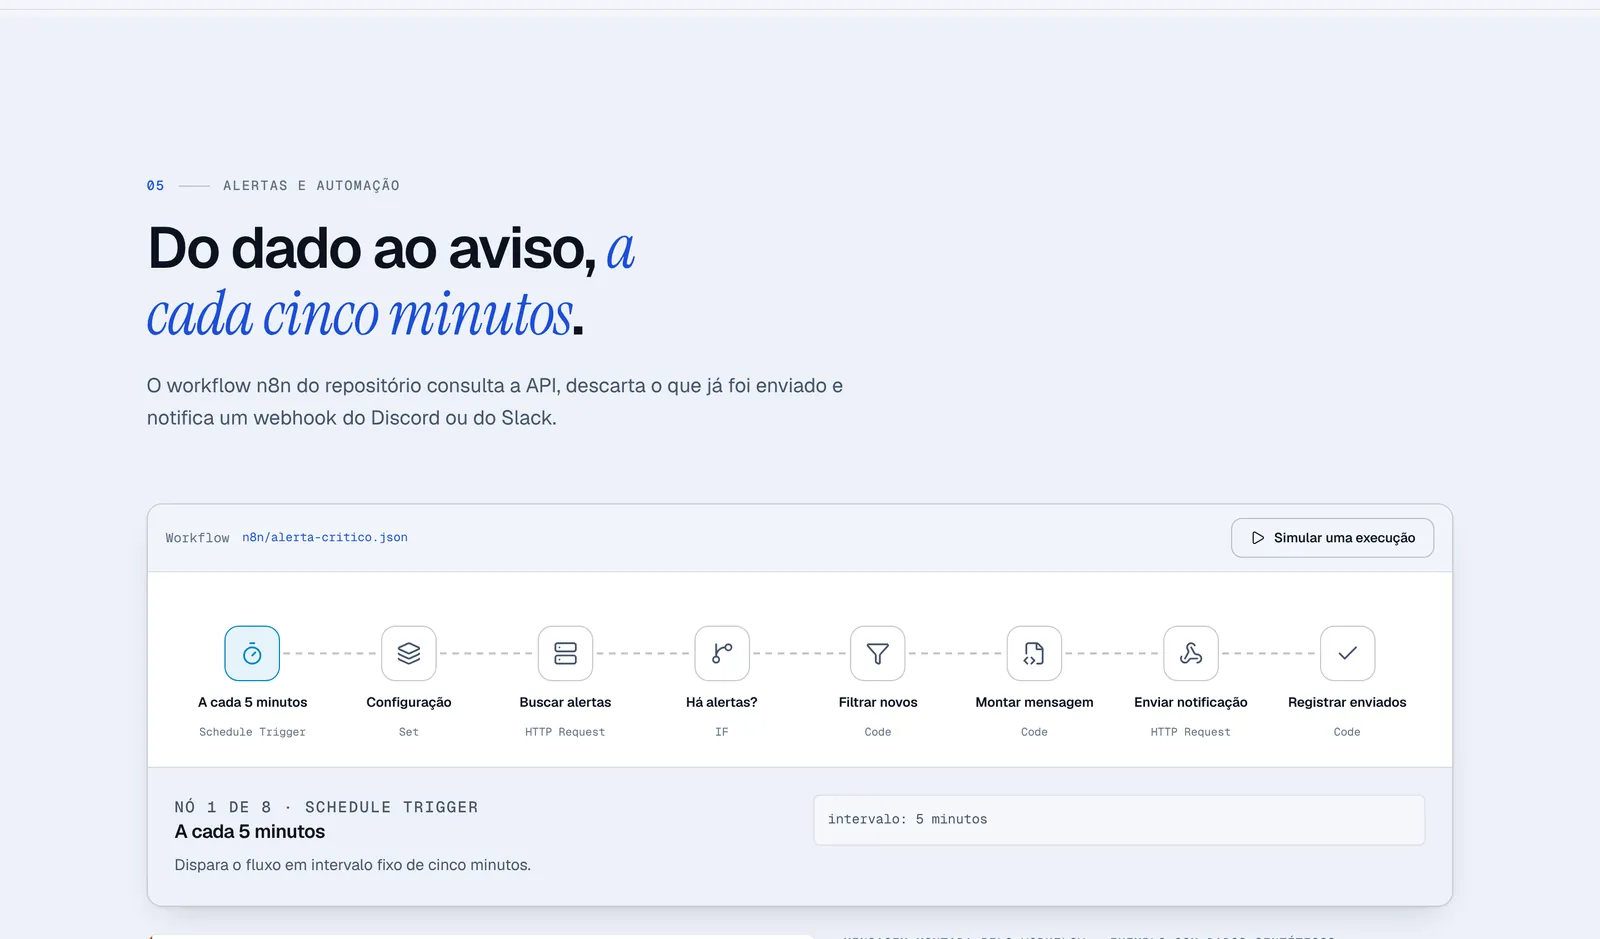 05 ALERTAS E AUTOMAÇÃO
Do dado ao aviso, a
cada cinco minutos.
O workflow n8n do repositório consulta a API, descarta o que já foi enviado e
notifica um webhook do Discord ou do Slack.
Workflow n8n/alerta-critico.json
Simular uma execução
A cada 5 minutos
Schedule Trigger
Configuração
Set
Buscar alertas
HTTP Request
Há alertas?
IF
Filtrar novos
Code
Montar mensagem
Code
Enviar notificação
HTTP Request
Registrar enviados
Code
NÓ 1 DE 8 · SCHEDULE TRIGGER
A cada 5 minutos
Dispara o fluxo em intervalo fixo de cinco minutos.
intervalo: 5 minutos